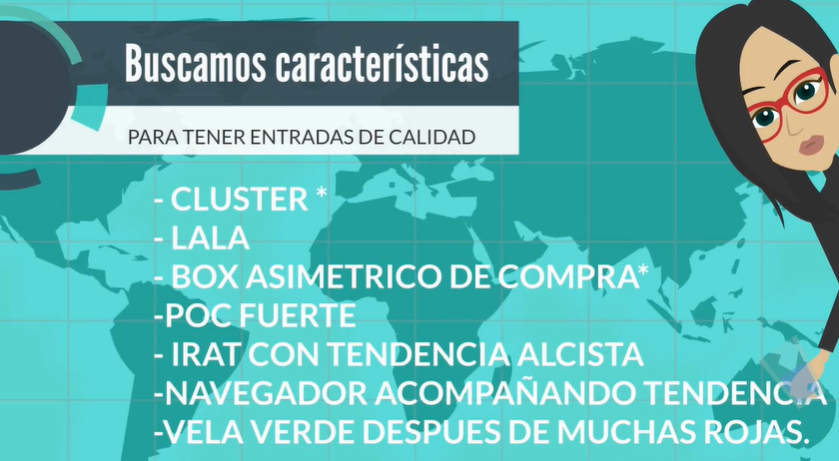 Buscamos características
PARA TENER ENTRADAS DE CALIDAD
- CLUSTER *
- LALA
- BOX ASIMETRICO DE COMPRA*
-POC FUERTE
- IRAT CON TENDENCIA ALCISTA
-NAVEGADOR ACOMPAÑANDO TENDENCIA
-VELA VERDE DESPUES DE MUCHAS ROJAS.